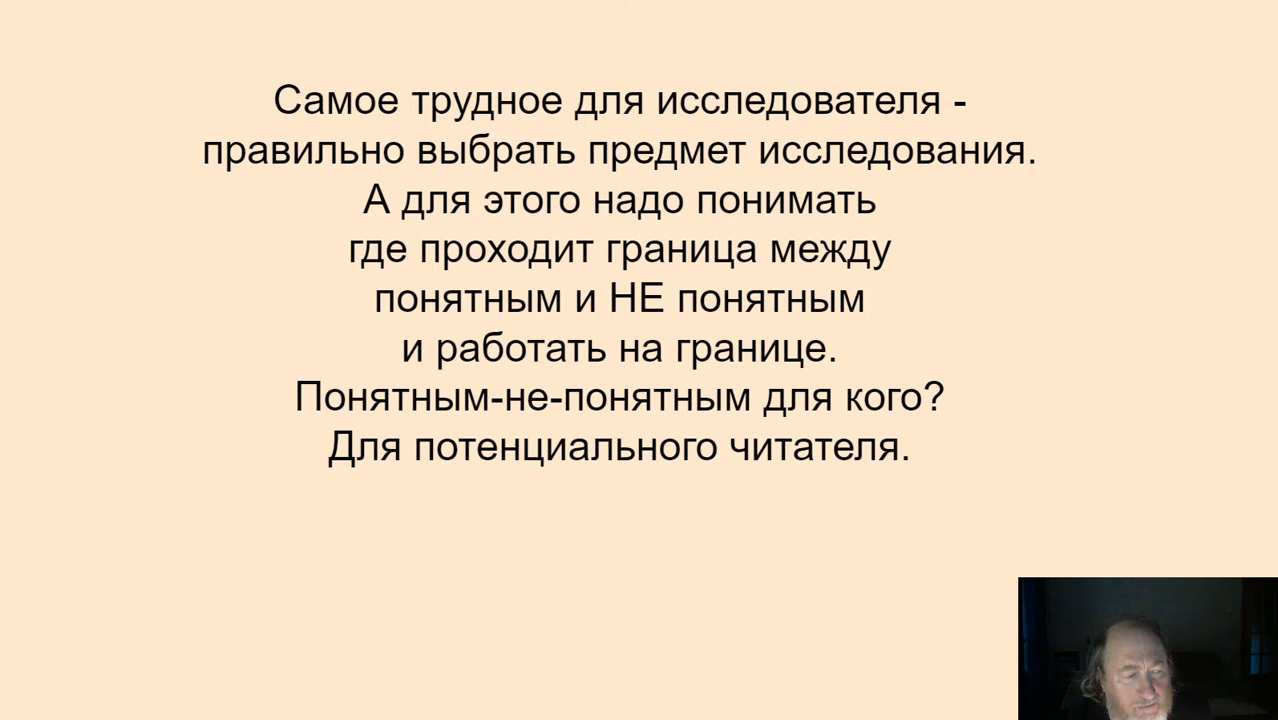 Самое трудное для исследователя -
правильно выбрать предмет исследования.
А для этого надо понимать
где проходит граница между
понятным и НЕ понятным
и работать на границе.
Понятным-не-понятным для кого?
Для потенциального читателя.